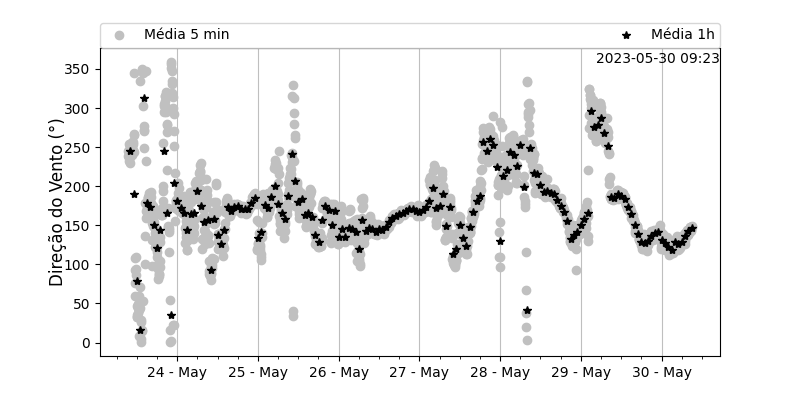 Média 5 min
Média 1h
2023-05-30 09:23
Direção do Vento (°)
350
300
250
200
150
100
50
0
24 - May
25 - May
26 - May
27 - May
28 - May
29 - May
30 - May